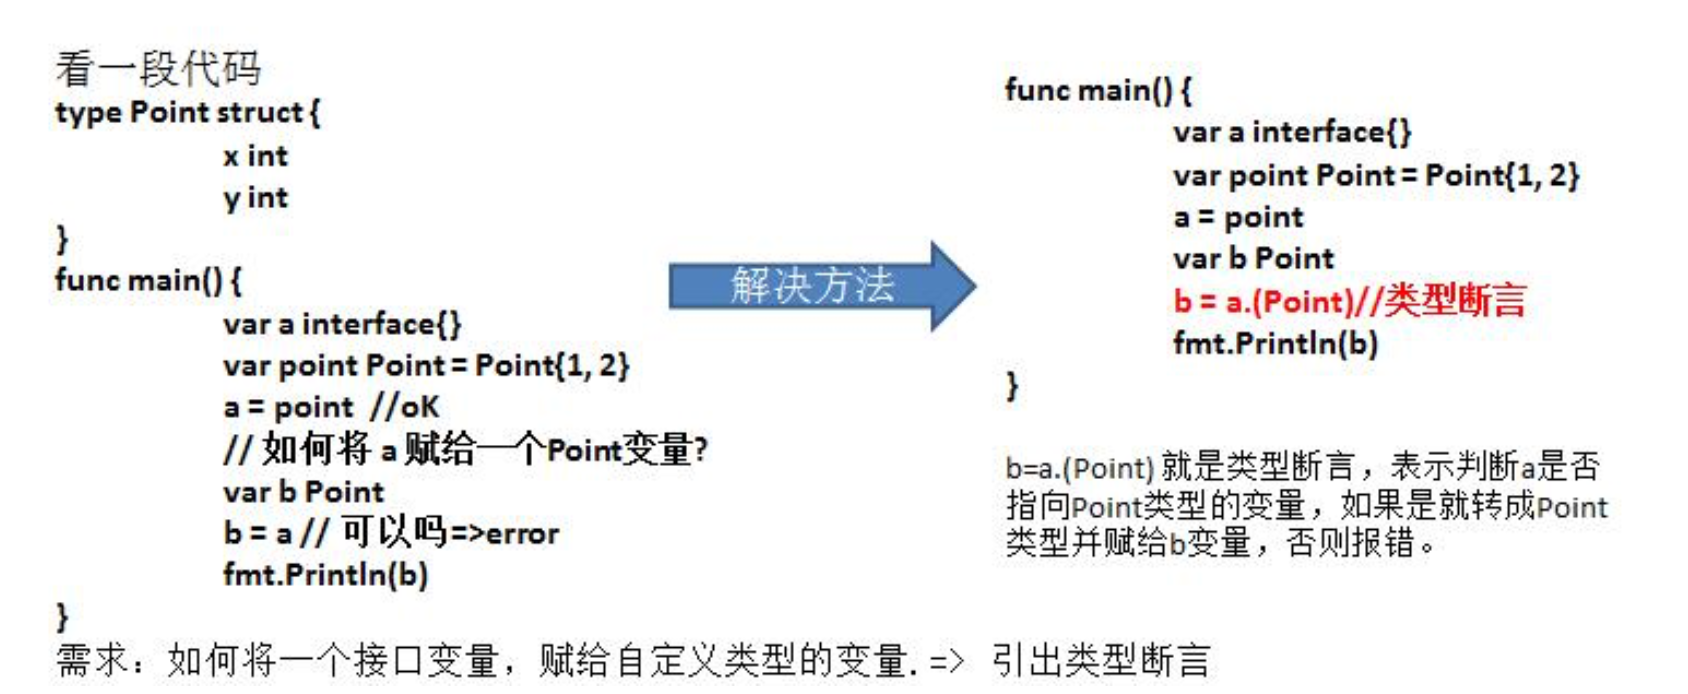 看一段代码
type Point struct {
x int
y int
}
func main() {
var a interface{}
var point Point = Point{1, 2}
a = point //oK
// 如何将 a 赋给一个Point变量?
var b Point
b = a // 可以吗=>error
fmt.Println(b)
}
需求：如何将一个接口变量，赋给自定义类型的变量. => 引出类型断言
解决方法
func main() {
var a interface{}
var point Point = Point{1, 2}
a = point
var b Point
b = a.(Point)//类型断言
fmt.Println(b)
}
b=a.(Point) 就是类型断言，表示判断a是否
指向Point类型的变量，如果是就转成Point
类型并赋给b变量，否则报错。